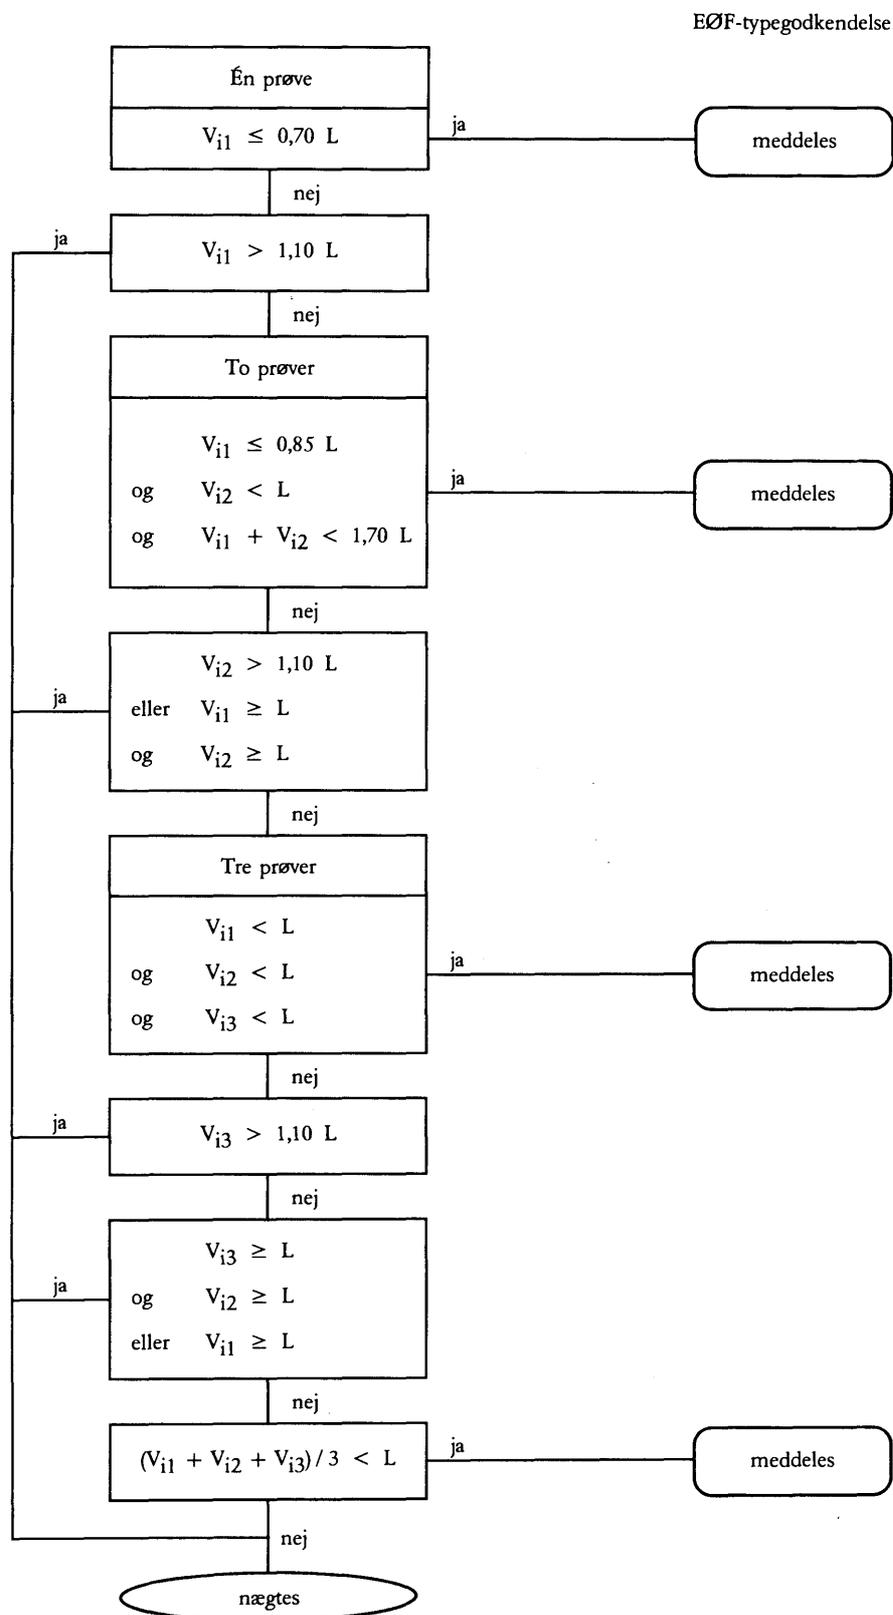 EØF-typegodkendelse
Én prøve
V_i1 ≤ 0,70 L
ja
meddeles
nej
ja
V_i1 > 1,10 L
nej
To prøver
V_i1 ≤ 0,85 L
og V_i2 < L
og V_i1 + V_i2 < 1,70 L
ja
meddeles
nej
V_i2 > 1,10 L
ja
eller V_i1 ≥ L
og V_i2 ≥ L
nej
Tre prøver
V_i1 < L
og V_i2 < L
og V_i3 < L
ja
meddeles
nej
ja
V_i3 > 1,10 L
nej
V_i3 ≥ L
ja
og V_i2 ≥ L
eller V_i1 ≥ L
nej
(V_i1 + V_i2 + V_i3) / 3 < L
ja
meddeles
nej
nægtes